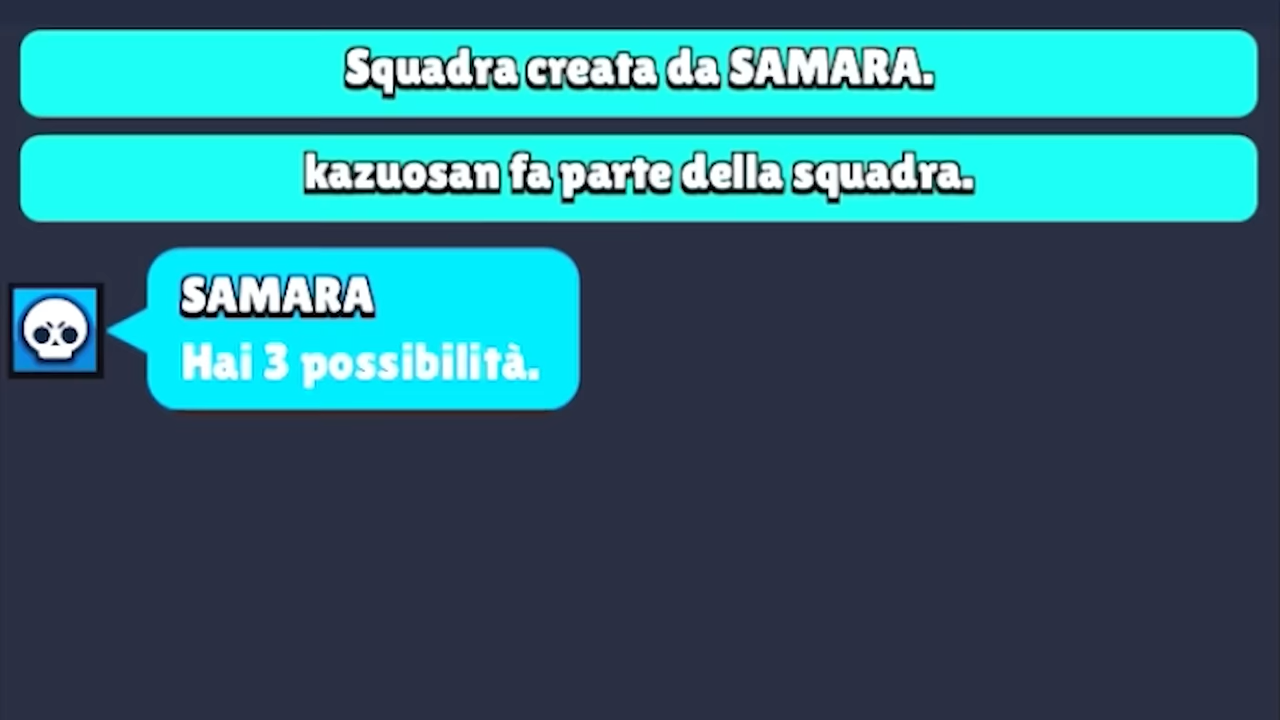 Squadra creata da SAMARA.
kazuosan fa parte della squadra.
SAMARA
Hai 3 possibilità.